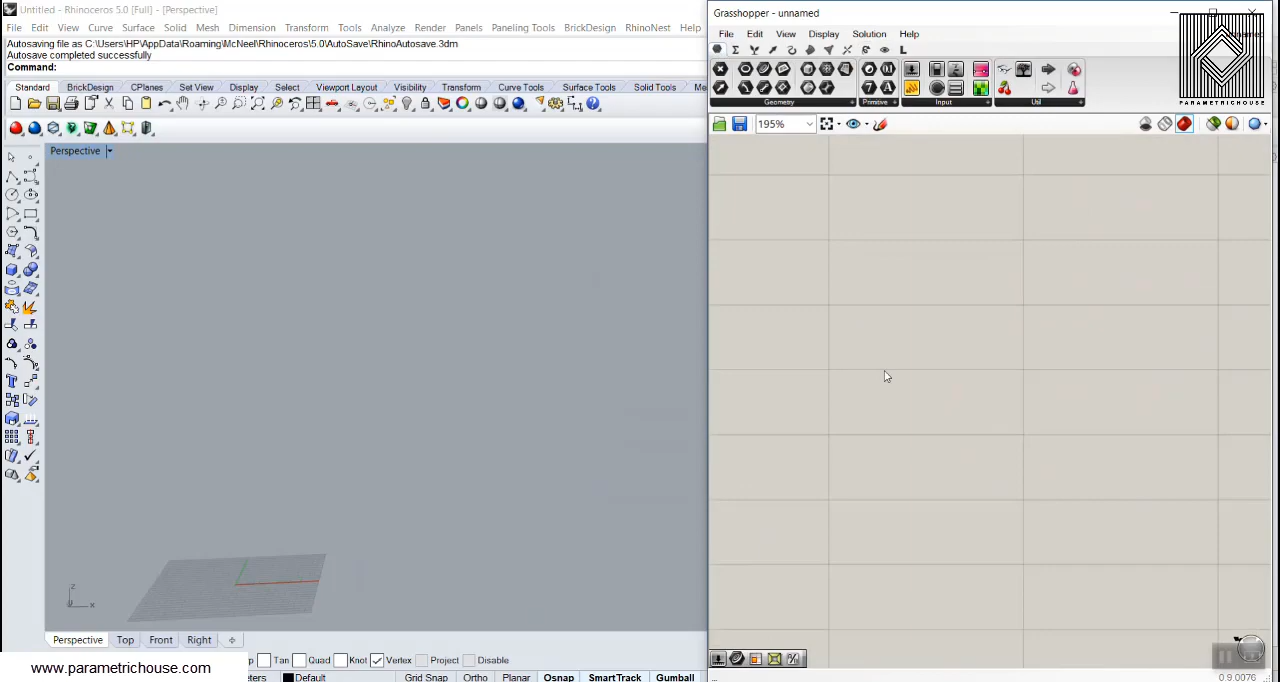 Untitled - Rhinoceros 5.0 [Full] - [Perspective]
File Edit View Curve Surface Solid Mesh Dimension Transform Tools Analyze Render Panels Paneling Tools BrickDesign RhinoNest Help
Autosaving file as C:\Users\HP\AppData\Roaming\McNeel\Rhinoceros\5.0\AutoSave\RhinoAutosave.3dm
Autosave completed successfully
Command:
Standard BrickDesign CPlanes Set View Display Select Viewport Layout Visibility Transform Curve Tools Surface Tools Solid Tools Me
Perspective
z
x
Perspective Top Front Right
Tan Quad Knot Vertex Project Disable
eters Default Grid Snap Ortho Planar Osnap SmartTrack Gumball
www.parametrichouse.com
Grasshopper - unnamed
File Edit View Display Solution Help
PARAMETRICHOUSE
Geometry Primitive Input Util
195%
0.9.0076